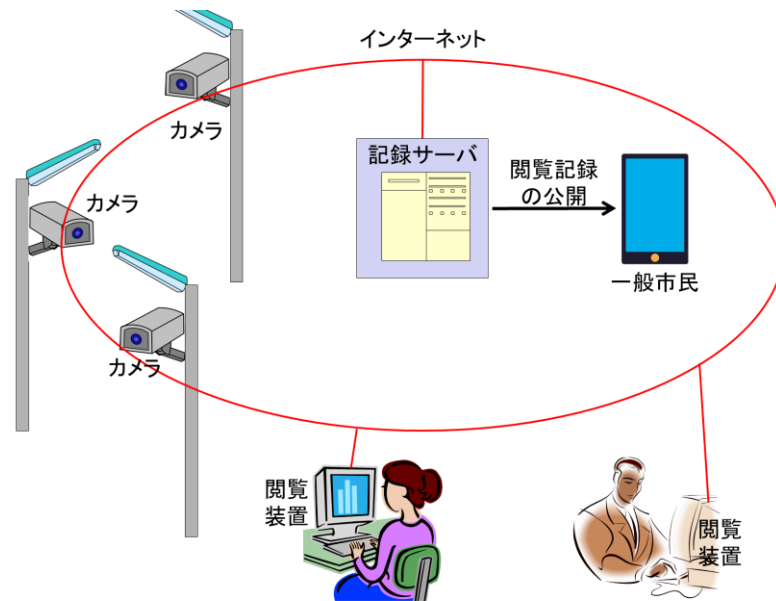 インターネット
カメラ
記録サーバ
閲覧記録
の公開
カメラ
一般市民
カメラ
閲覧
装置
閲覧
装置